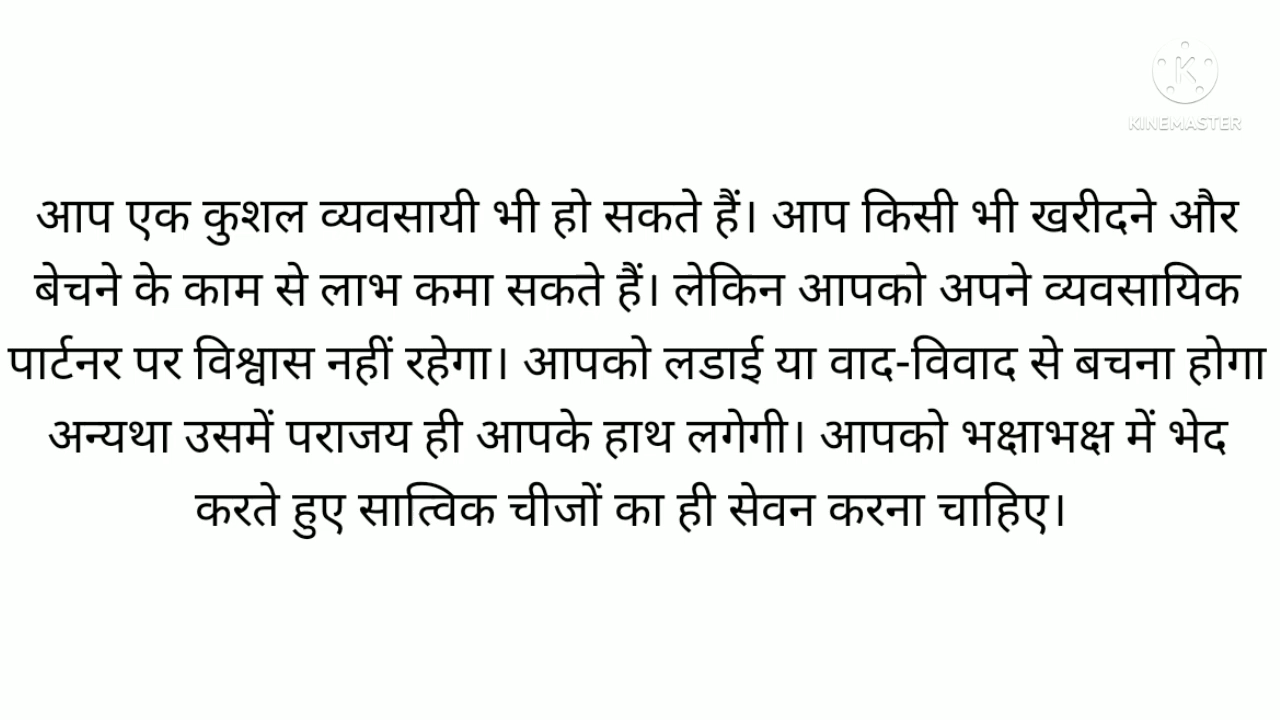 KINEMASTER
आप एक कुशल व्यवसायी भी हो सकते हैं। आप किसी भी खरीदने और
बेचने के काम से लाभ कमा सकते हैं। लेकिन आपको अपने व्यवसायिक
पार्टनर पर विश्वास नहीं रहेगा। आपको लडाई या वाद-विवाद से बचना होगा
अन्यथा उसमें पराजय ही आपके हाथ लगेगी। आपको भक्षाभक्ष में भेद
करते हुए सात्विक चीजों का ही सेवन करना चाहिए।